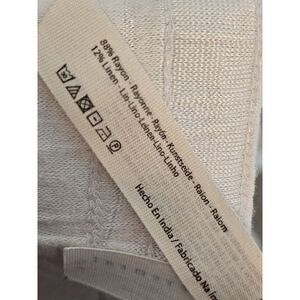 88% Rayon - Rayonne - Rayón - Kunstseide - Raion - Raiom
12% Linen - Lin-Lino-Leinen-Lino-Linho
30
Hecho En India / Fabricado Na